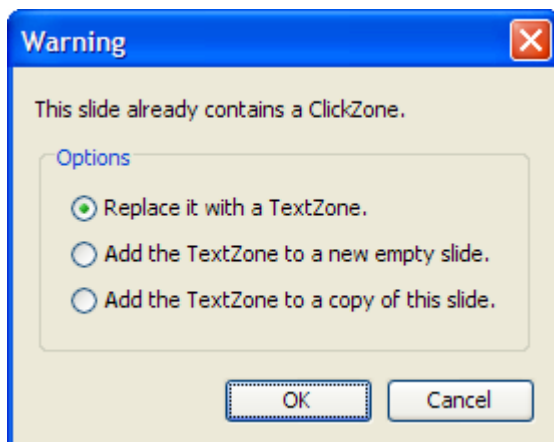 Warning
This slide already contains a ClickZone.
Options
Replace it with a TextZone.
Add the TextZone to a new empty slide.
Add the TextZone to a copy of this slide.
OK
Cancel